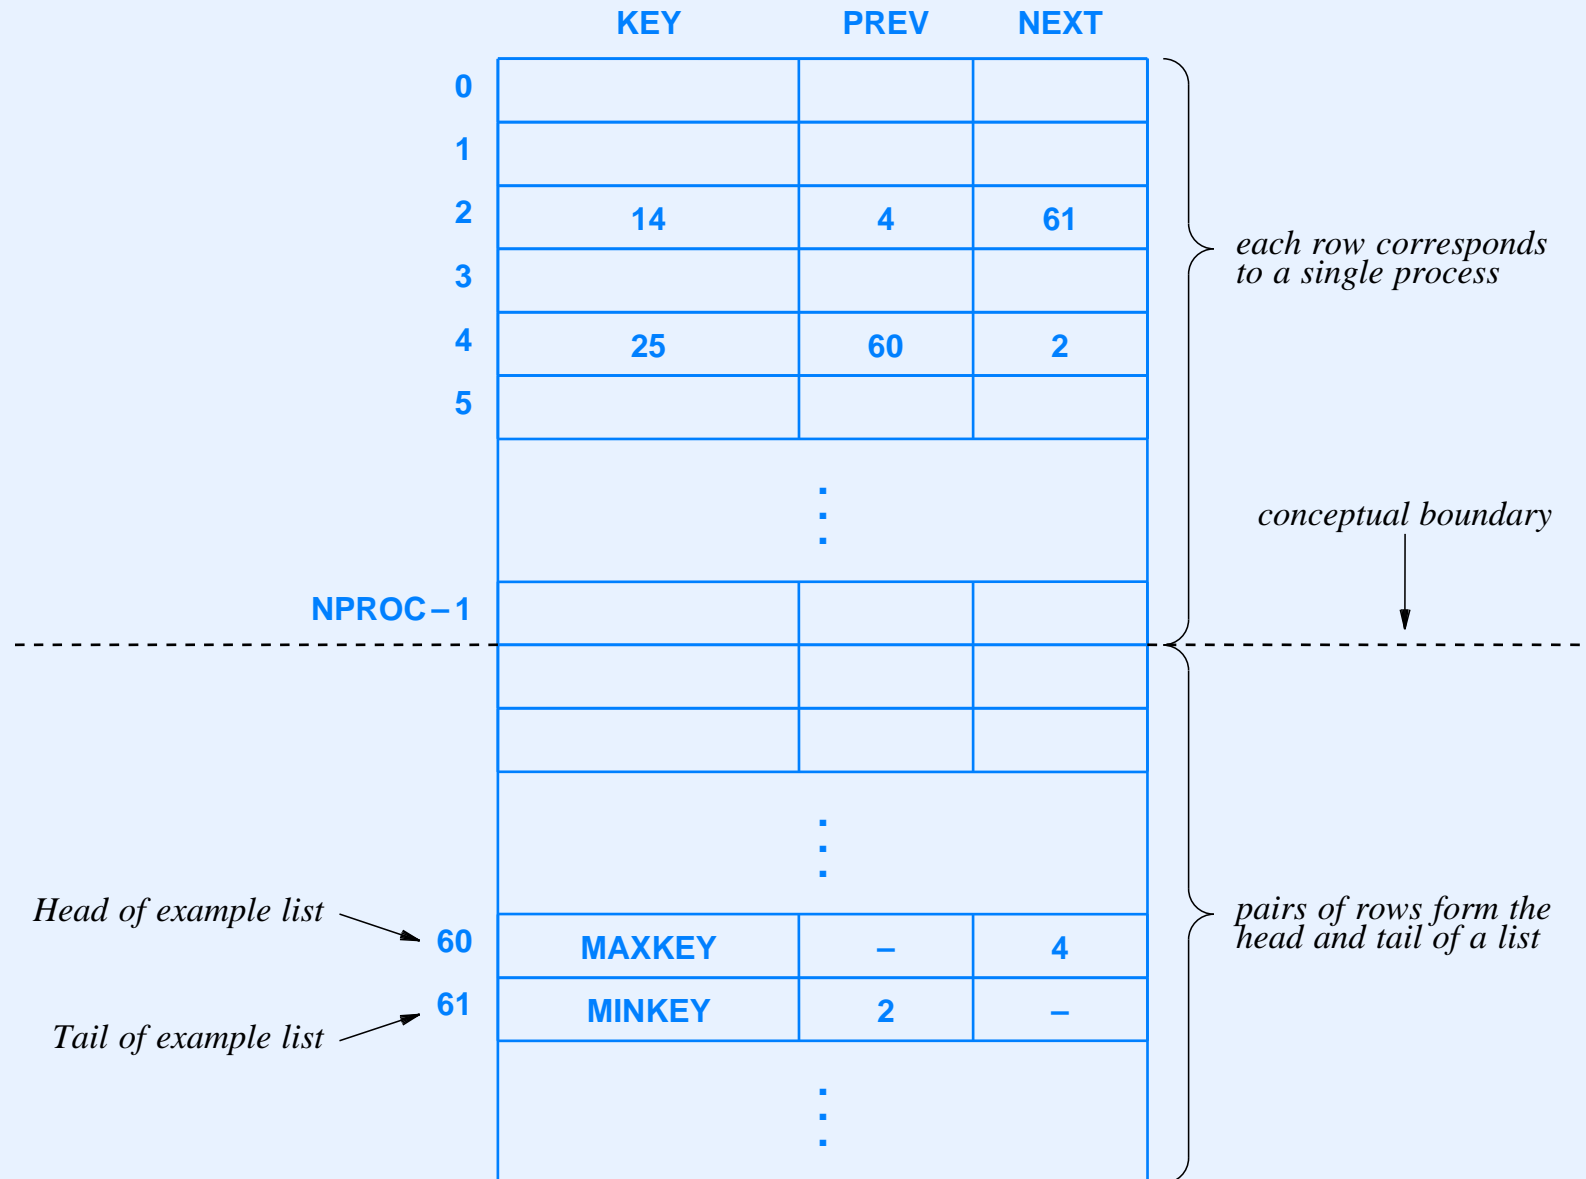 KEY PREV NEXT
0
1
2 14 4 61
each row corresponds
to a single process
3
4 25 60 2
5
conceptual boundary
NPROC – 1
Head of example list
60 MAXKEY – 4
pairs of rows form the
head and tail of a list
61 MINKEY 2 –
Tail of example list